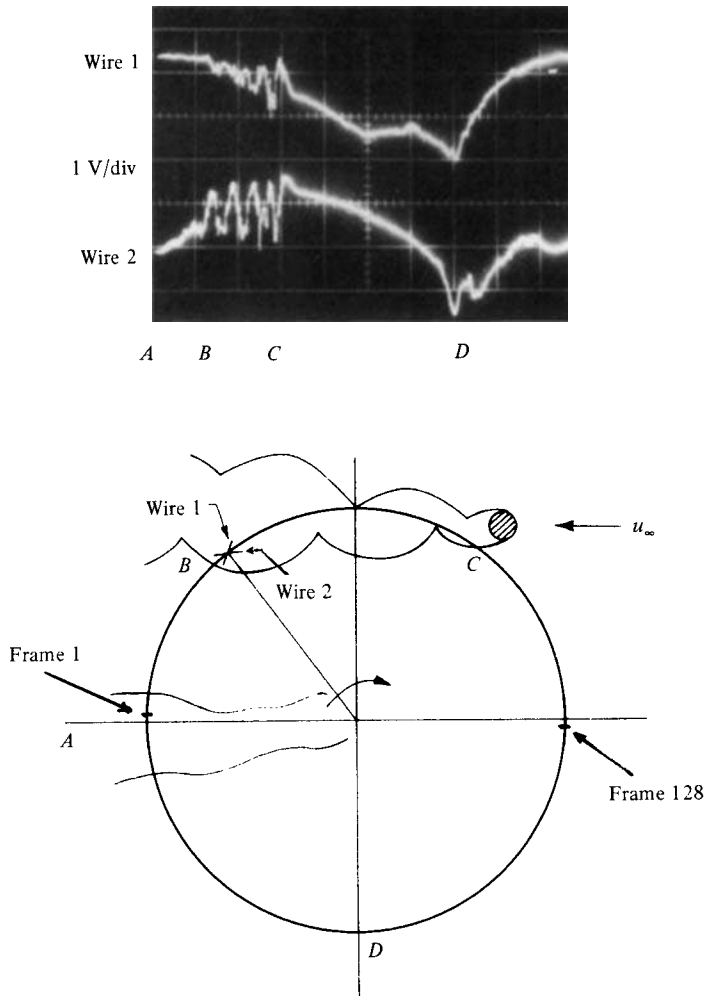 Wire 1
1 V/div
Wire 2
A B C D
Wire 1
u∞
B
C
Wire 2
Frame 1
A
Frame 128
D